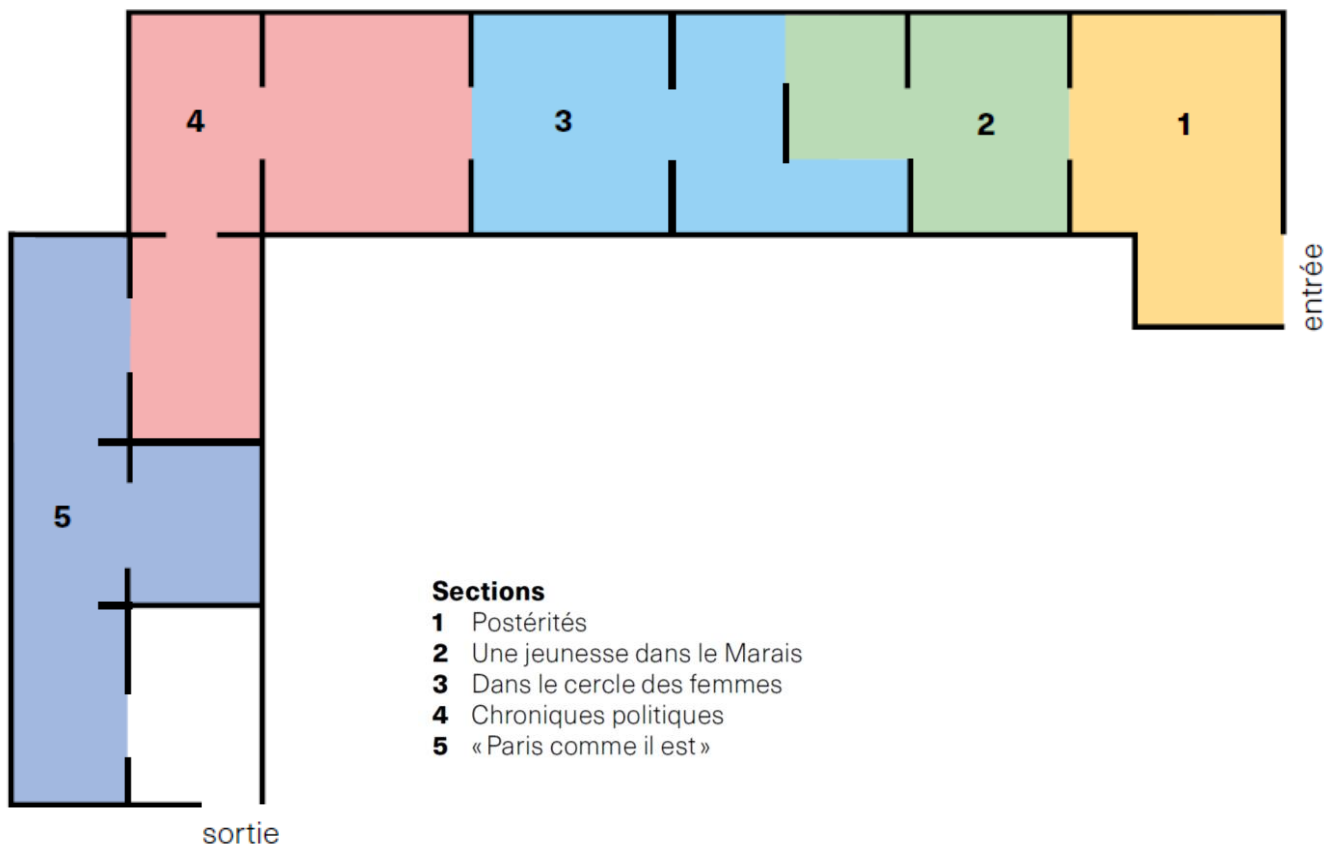 4
3
2
1
entrée
5
Sections
1 Postérités
2 Une jeunesse dans le Marais
3 Dans le cercle des femmes
4 Chroniques politiques
5 «Paris comme il est»
sortie